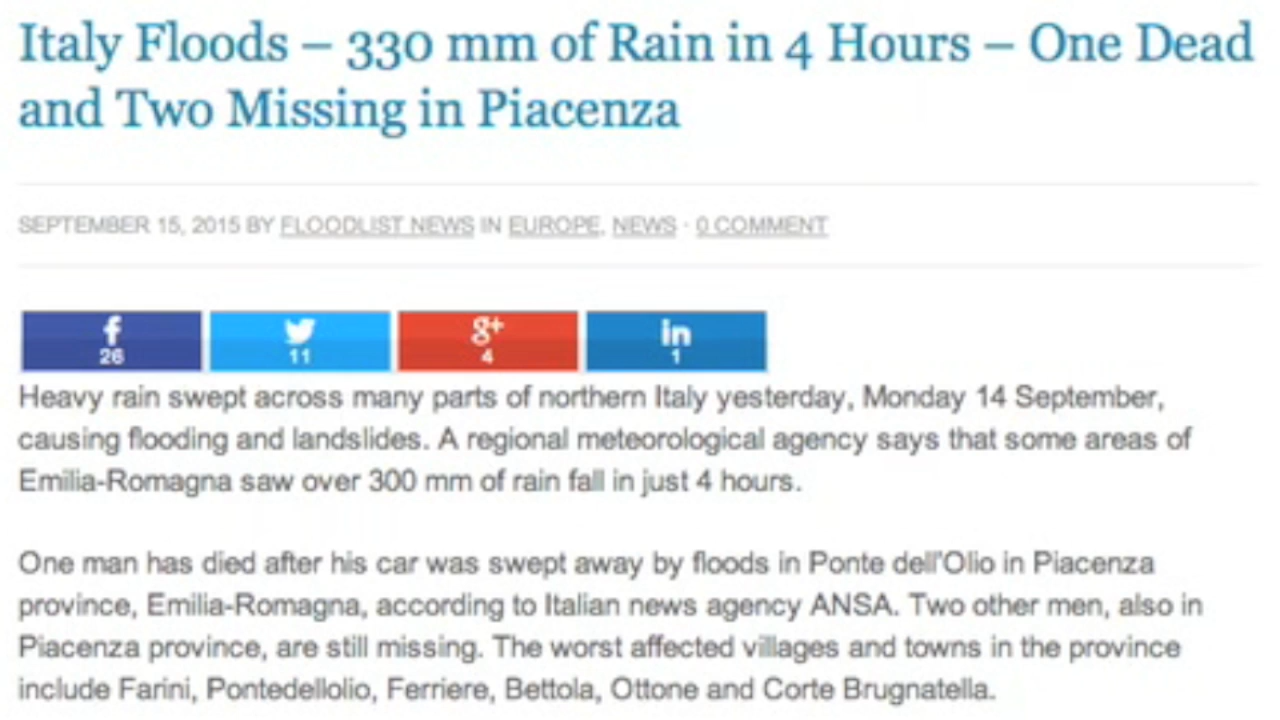 Italy Floods – 330 mm of Rain in 4 Hours – One Dead
and Two Missing in Piacenza
SEPTEMBER 15, 2015 BY FLOODLIST NEWS IN EUROPE, NEWS · 0 COMMENT
f 26
11
g+ 4
in 1
Heavy rain swept across many parts of northern Italy yesterday, Monday 14 September,
causing flooding and landslides. A regional meteorological agency says that some areas of
Emilia-Romagna saw over 300 mm of rain fall in just 4 hours.
One man has died after his car was swept away by floods in Ponte dell'Olio in Piacenza
province, Emilia-Romagna, according to Italian news agency ANSA. Two other men, also in
Piacenza province, are still missing. The worst affected villages and towns in the province
include Farini, Pontedellolio, Ferriere, Bettola, Ottone and Corte Brugnatella.